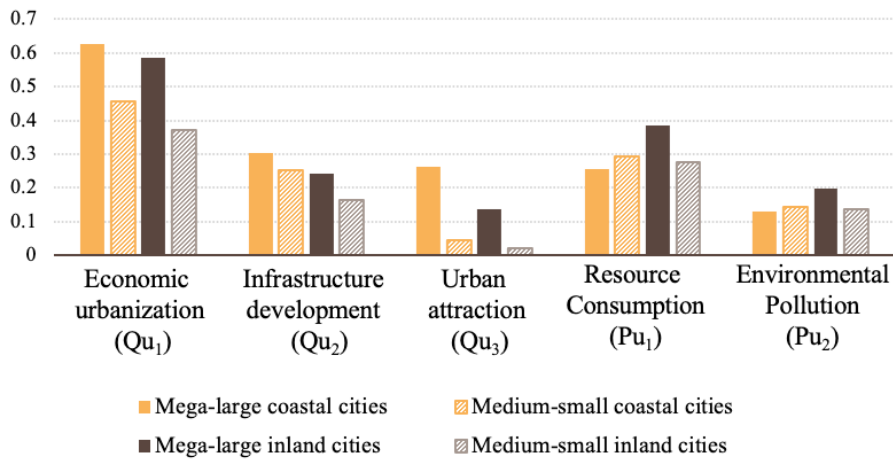 0.7
0.6
0.5
0.4
0.3
0.2
0.1
0
Economic
urbanization
(Qu₁)
Infrastructure
development
(Qu₂)
Urban
attraction
(Qu₃)
Resource
Consumption
(Pu₁)
Environmental
Pollution
(Pu₂)
Mega-large coastal cities
Medium-small coastal cities
Mega-large inland cities
Medium-small inland cities